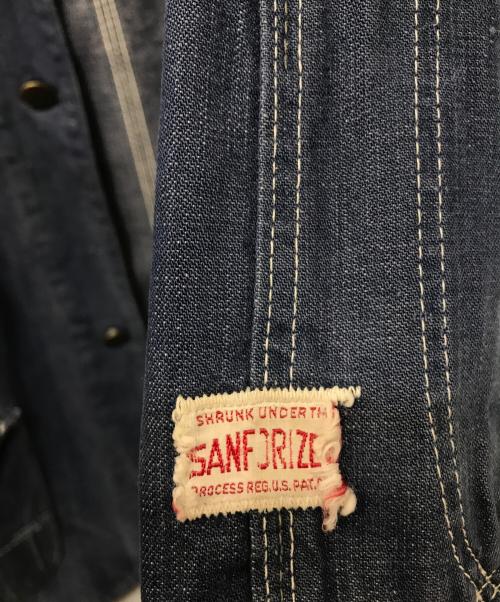 SHRUNK UNDER TH
SANFORIZE
PROCESS REG.U.S.PAT.